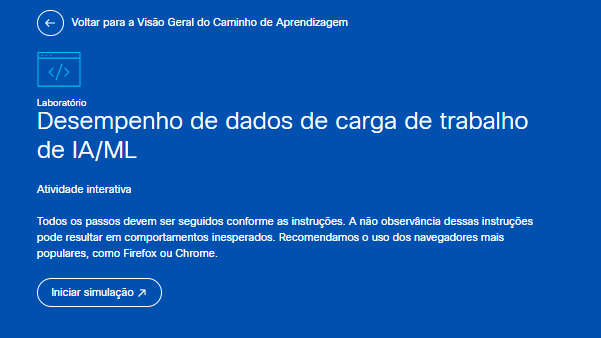 Voltar para a Visão Geral do Caminho de Aprendizagem
</>
Laboratório
Desempenho de dados de carga de trabalho
de IA/ML
Atividade interativa
Todos os passos devem ser seguidos conforme as instruções. A não observância dessas instruções
pode resultar em comportamentos inesperados. Recomendamos o uso dos navegadores mais
populares, como Firefox ou Chrome.
Iniciar simulação